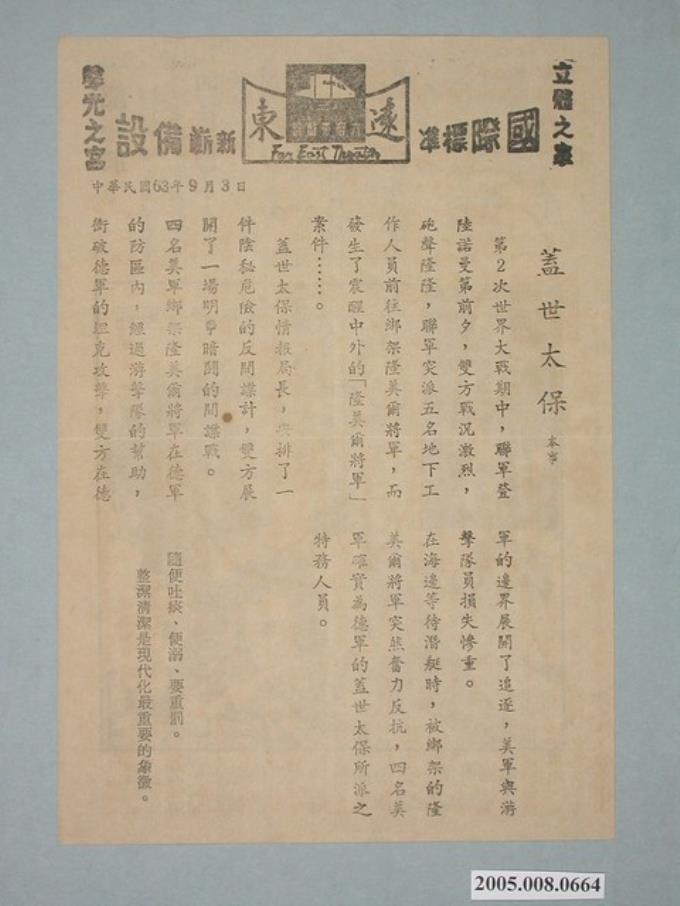 立體之聲
國際標準
遠東
Far East Theater
新嶄備設
聲光之宮
中華民國63年9月3日
蓋世太保 本事
第2次世界大戰期中，聯軍登
陸諾曼第前夕，雙方戰況激烈，
砲聲隆隆，聯軍突派五名地下工
作人員前往綁架隆美爾將軍，而
發生了震醒中外的「隆美爾將軍」
案件……。
蓋世太保情報局長，安排了一
件陰秘危險的反間諜計，雙方展
開了一場明爭暗鬪的間諜戰。
四名美軍綁架隆美爾將軍在德軍
的防區內，經過游擊隊的幫助，
衝破德軍的坦克攻擊，雙方在德
軍的邊界展開了追逐，美軍與游
擊隊員損失慘重。
在海邊等待潛艇時，被綁架的隆
美爾將軍突然奮力反抗，四名美
軍確實為德軍的蓋世太保所派之
特務人員。
隨便吐痰、便溺、要重罰。
整潔清潔是現代化最重要的象徵。
2005.008.0664